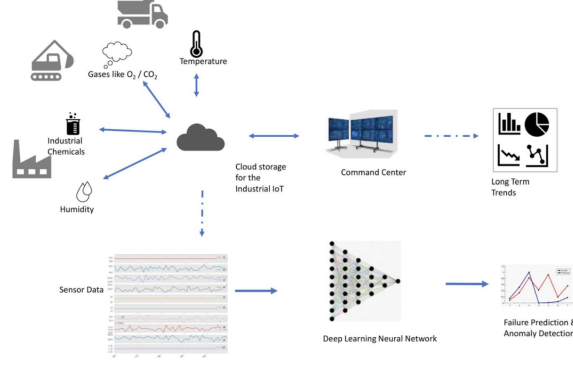 Gases like O₂ / CO₂
Temperature
Industrial
Chemicals
Humidity
Cloud storage
for the
Industrial IoT
Command Center
Long Term
Trends
Sensor Data
Deep Learning Neural Network
Failure Prediction &
Anomaly Detection